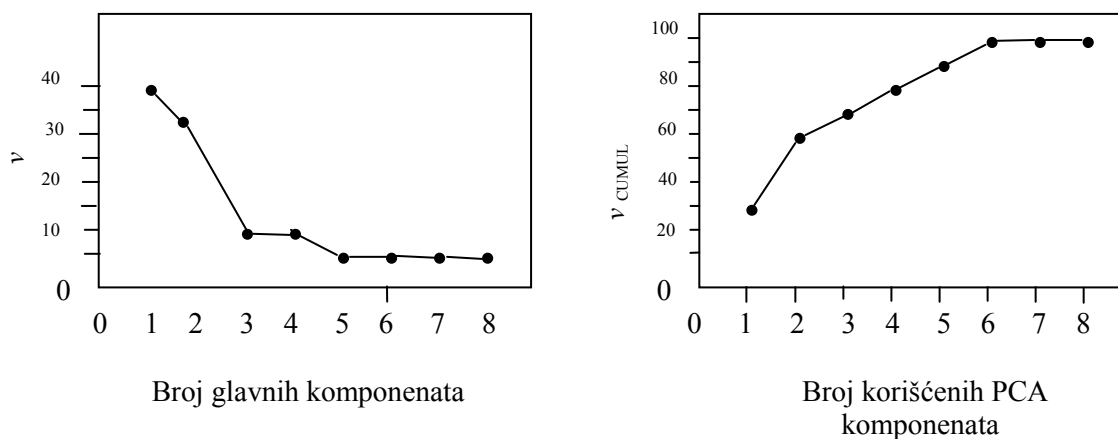 40
30
v
20
10
0
0 1 2 3 4 5 6 7 8
Broj glavnih komponenata
100
80
60
v CUMUL
40
20
0
0 1 2 3 4 5 6 7 8
Broj korišćenih PCA
komponenata